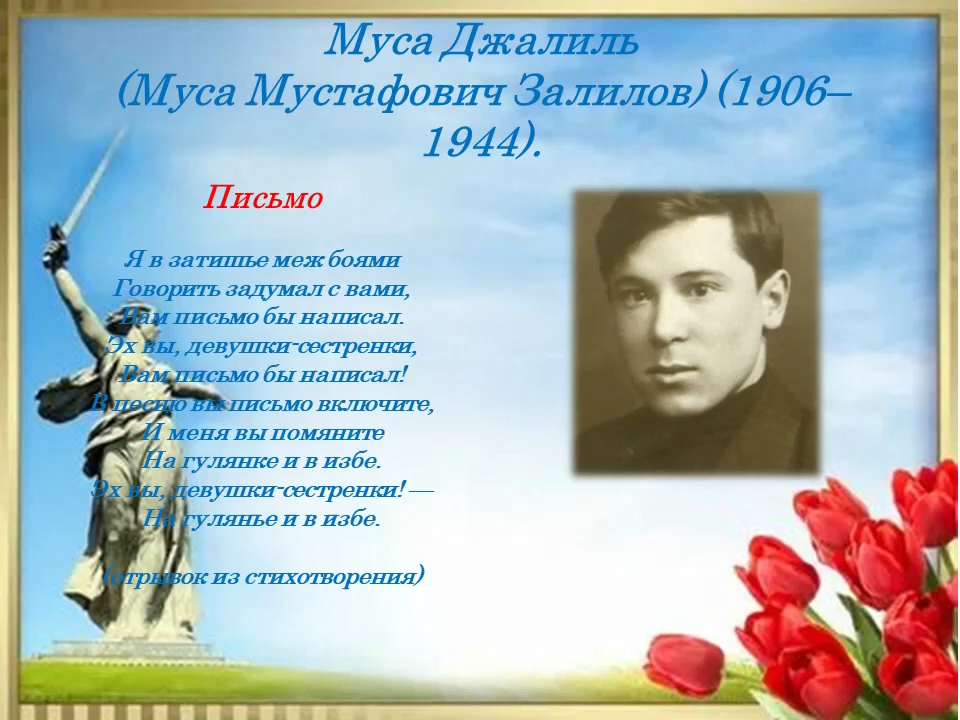 Муса Джалиль
(Муса Мустафович Залилов) (1906–
1944).
Письмо
Я в затишье меж боями
Говорить задумал с вами,
Вам письмо бы написал.
Эх вы, девушки-сестренки,
Вам письмо бы написал!
В песню вы письмо включите,
И меня вы помяните
На гулянке и в избе.
Эх вы, девушки-сестренки! —
На гулянье и в избе.
(отрывок из стихотворения)